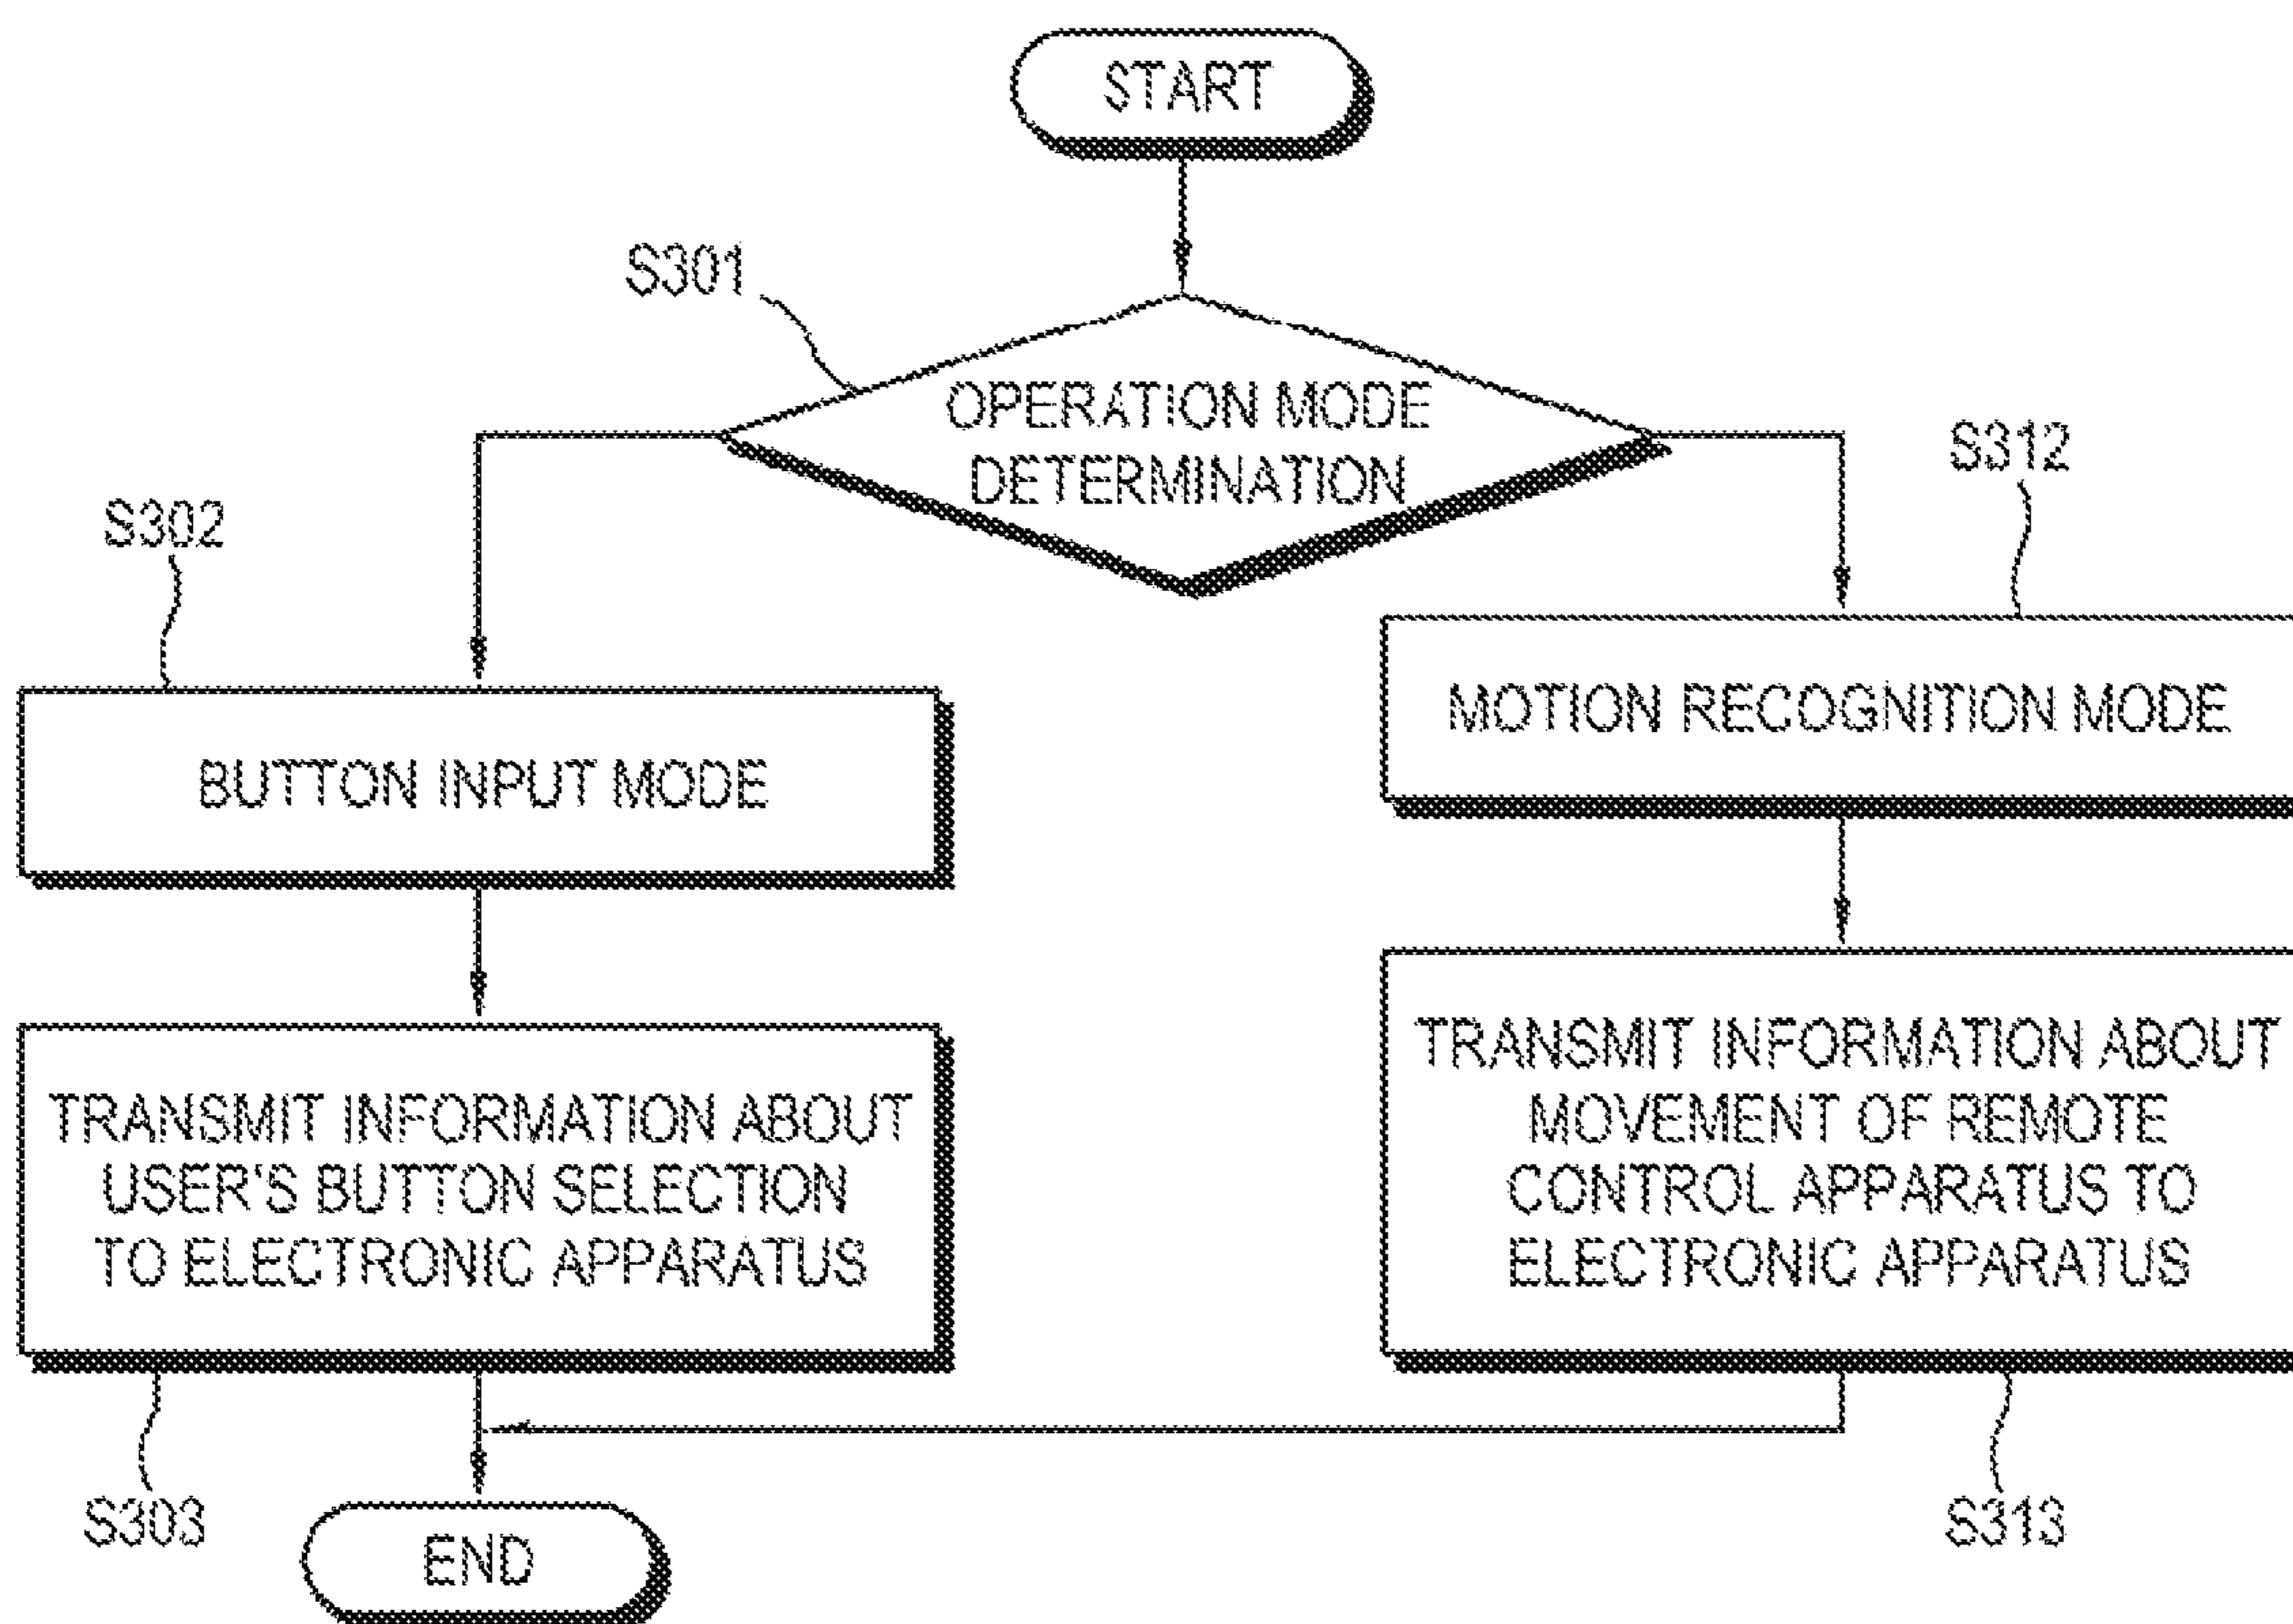 START
S301
OPERATION MODE
DETERMINATION
S302
S312
BUTTON INPUT MODE
MOTION RECOGNITION MODE
TRANSMIT INFORMATION ABOUT
USER'S BUTTON SELECTION
TO ELECTRONIC APPARATUS
TRANSMIT INFORMATION ABOUT
MOVEMENT OF REMOTE
CONTROL APPARATUS TO
ELECTRONIC APPARATUS
S303
S313
END